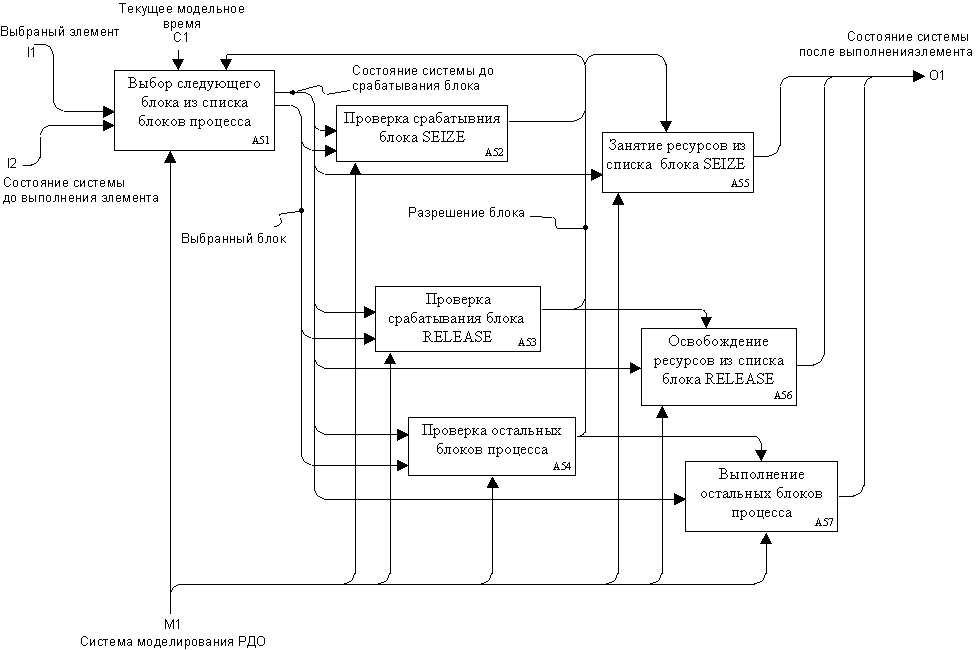 Текущее модельное
время
C1
Выбраный элемент
I1
I2
Состояние системы
до выполнения элемента
Выбор следующего
блока из списка
блоков процесса
A51
Состояние системы до
срабатывания блока
Проверка срабатывния
блока SEIZE
A52
Занятие ресурсов из
списка блока SEIZE
A55
Состояние системы
после выполненияэлемента
O1
Выбранный блок
Разрешение блока
Проверка
срабатывания блока
RELEASE
A53
Освобождение
ресурсов из списка
блока RELEASE
A56
Проверка остальных
блоков процесса
A54
Выполнение
остальных блоков
процесса
A57
M1
Система моделирования РДО